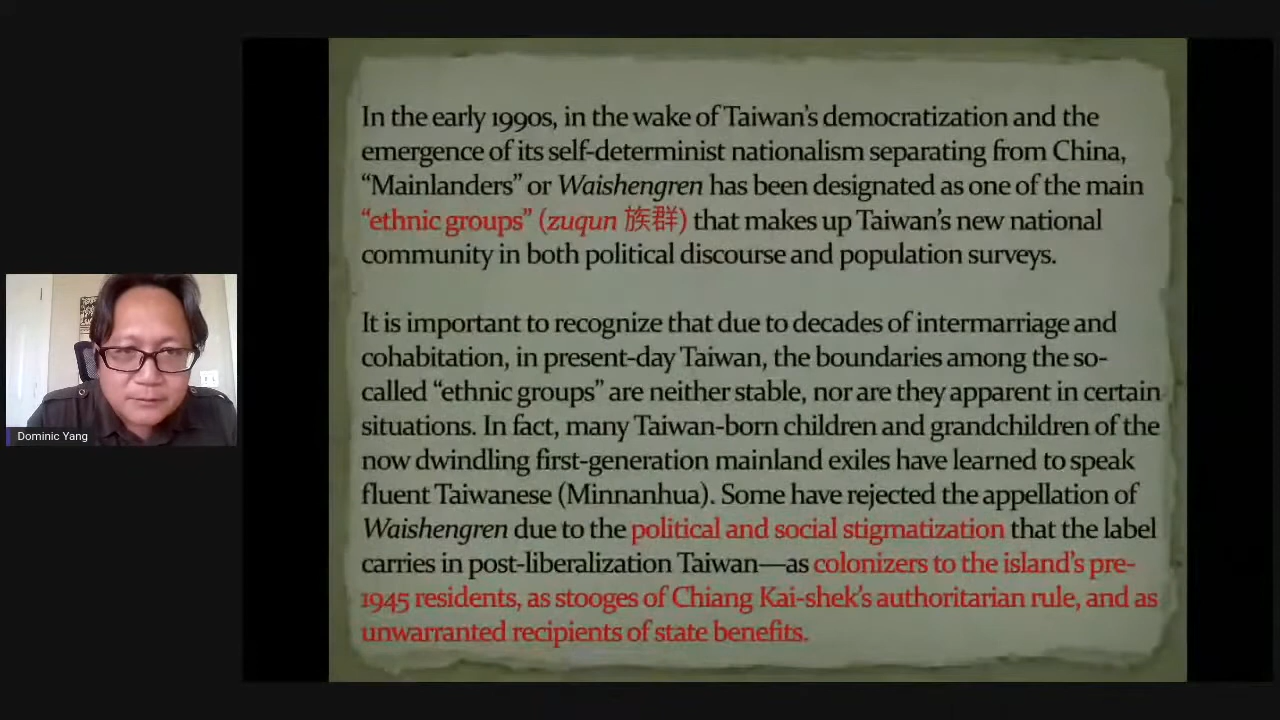 In the early 1990s, in the wake of Taiwan's democratization and the
emergence of its self-determinist nationalism separating from China,
“Mainlanders” or Waishengren has been designated as one of the main
“ethnic groups” (zuqun 族群) that makes up Taiwan's new national
community in both political discourse and population surveys.
It is important to recognize that due to decades of intermarriage and
cohabitation, in present-day Taiwan, the boundaries among the so-
called “ethnic groups” are neither stable, nor are they apparent in certain
situations. In fact, many Taiwan-born children and grandchildren of the
now dwindling first-generation mainland exiles have learned to speak
fluent Taiwanese (Minnanhua). Some have rejected the appellation of
Waishengren due to the political and social stigmatization that the label
carries in post-liberalization Taiwan—as colonizers to the island's pre-
1945 residents, as stooges of Chiang Kai-shek's authoritarian rule, and as
unwarranted recipients of state benefits.
Dominic Yang